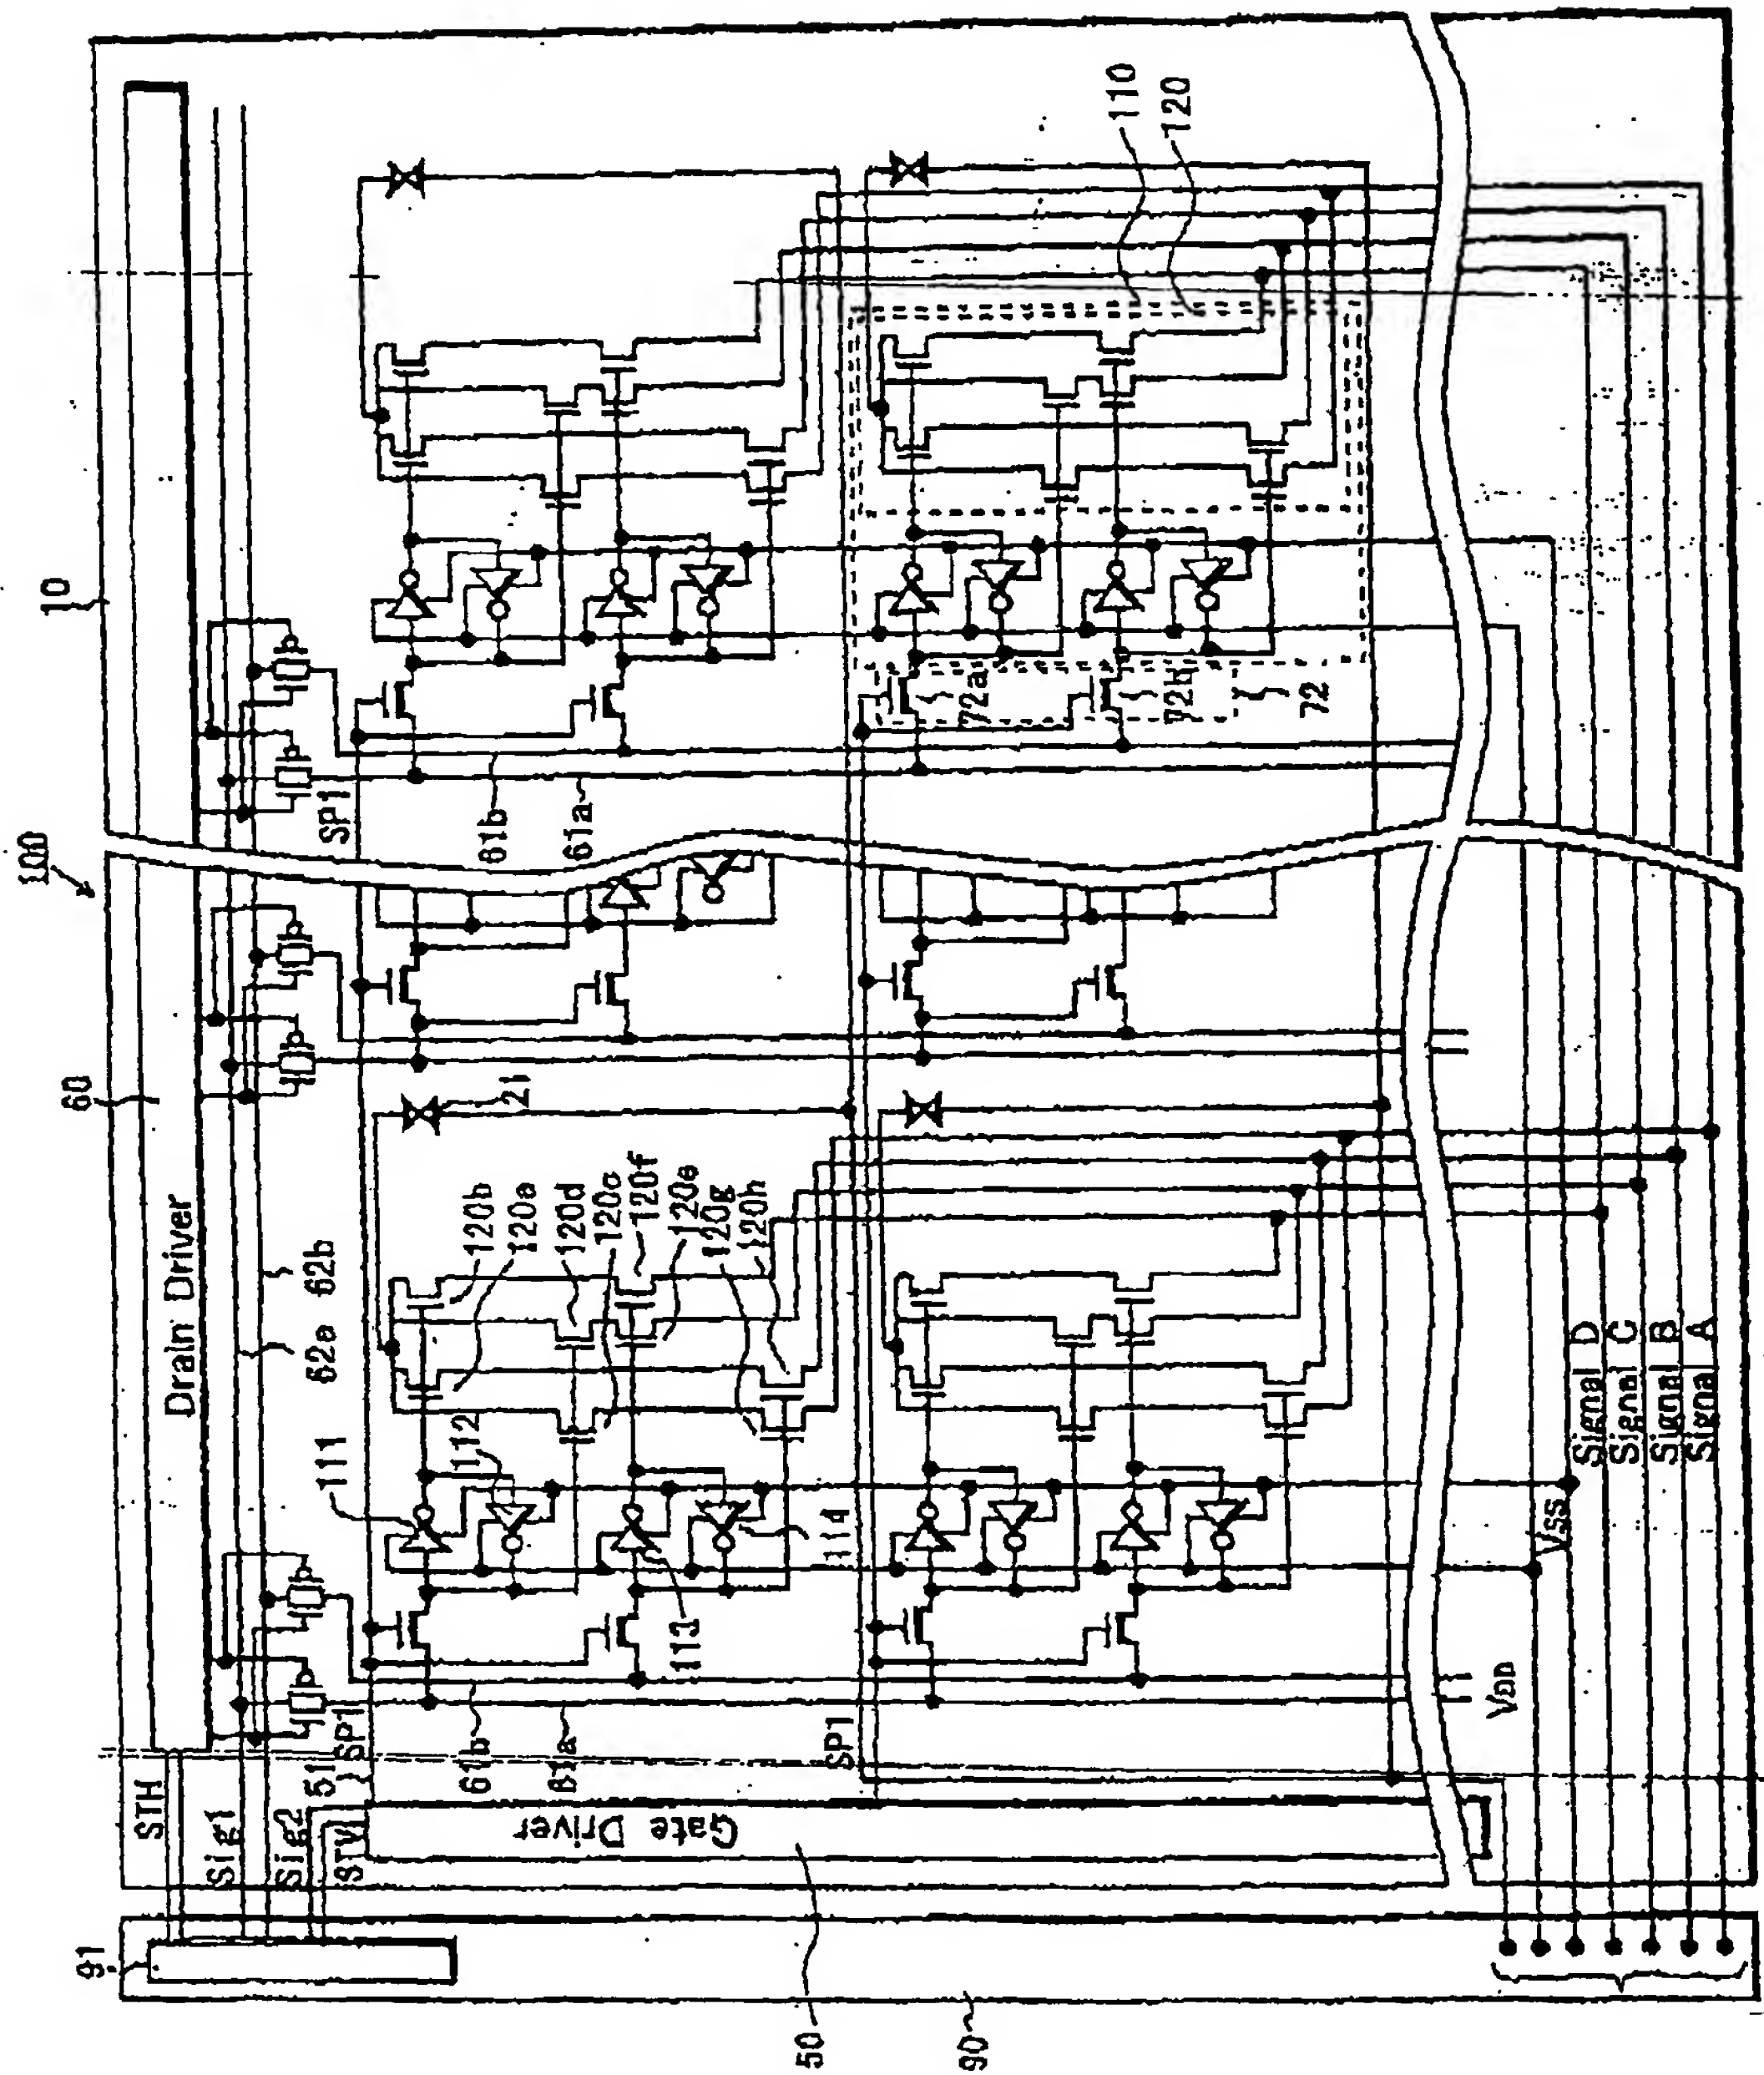 100
10
60
91
Drain Driver
62a
62b
STH
Sig1
Sig2
STV
51
SP1
SP1
SP1
61b
61a
61b
61a
111
112
113
114
120b
120a
120d
120c
120f
120e
120g
120h
21
72a
72b
72
110
120
Gate Driver
50
90
VDD
VSS
Signal D
Signal C
Signal B
Signal A